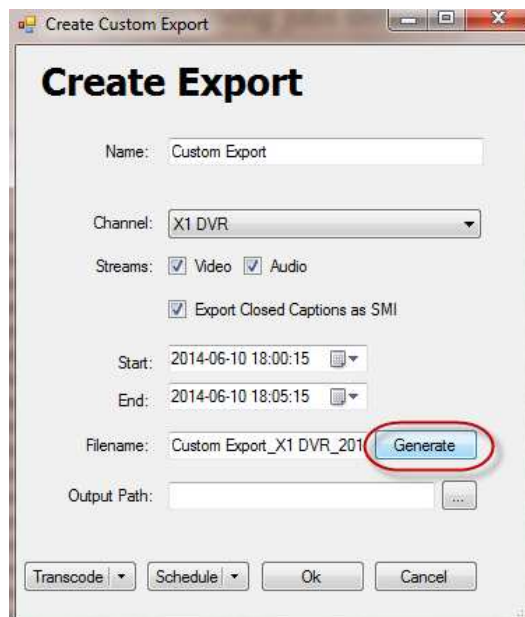 Create Custom Export
Create Export
Name: Custom Export
Channel: X1 DVR
Streams: Video Audio
Export Closed Captions as SMI
Start: 2014-06-10 18:00:15
End: 2014-06-10 18:05:15
Filename: Custom Export_X1 DVR_201 Generate
Output Path: ...
Transcode Schedule Ok Cancel